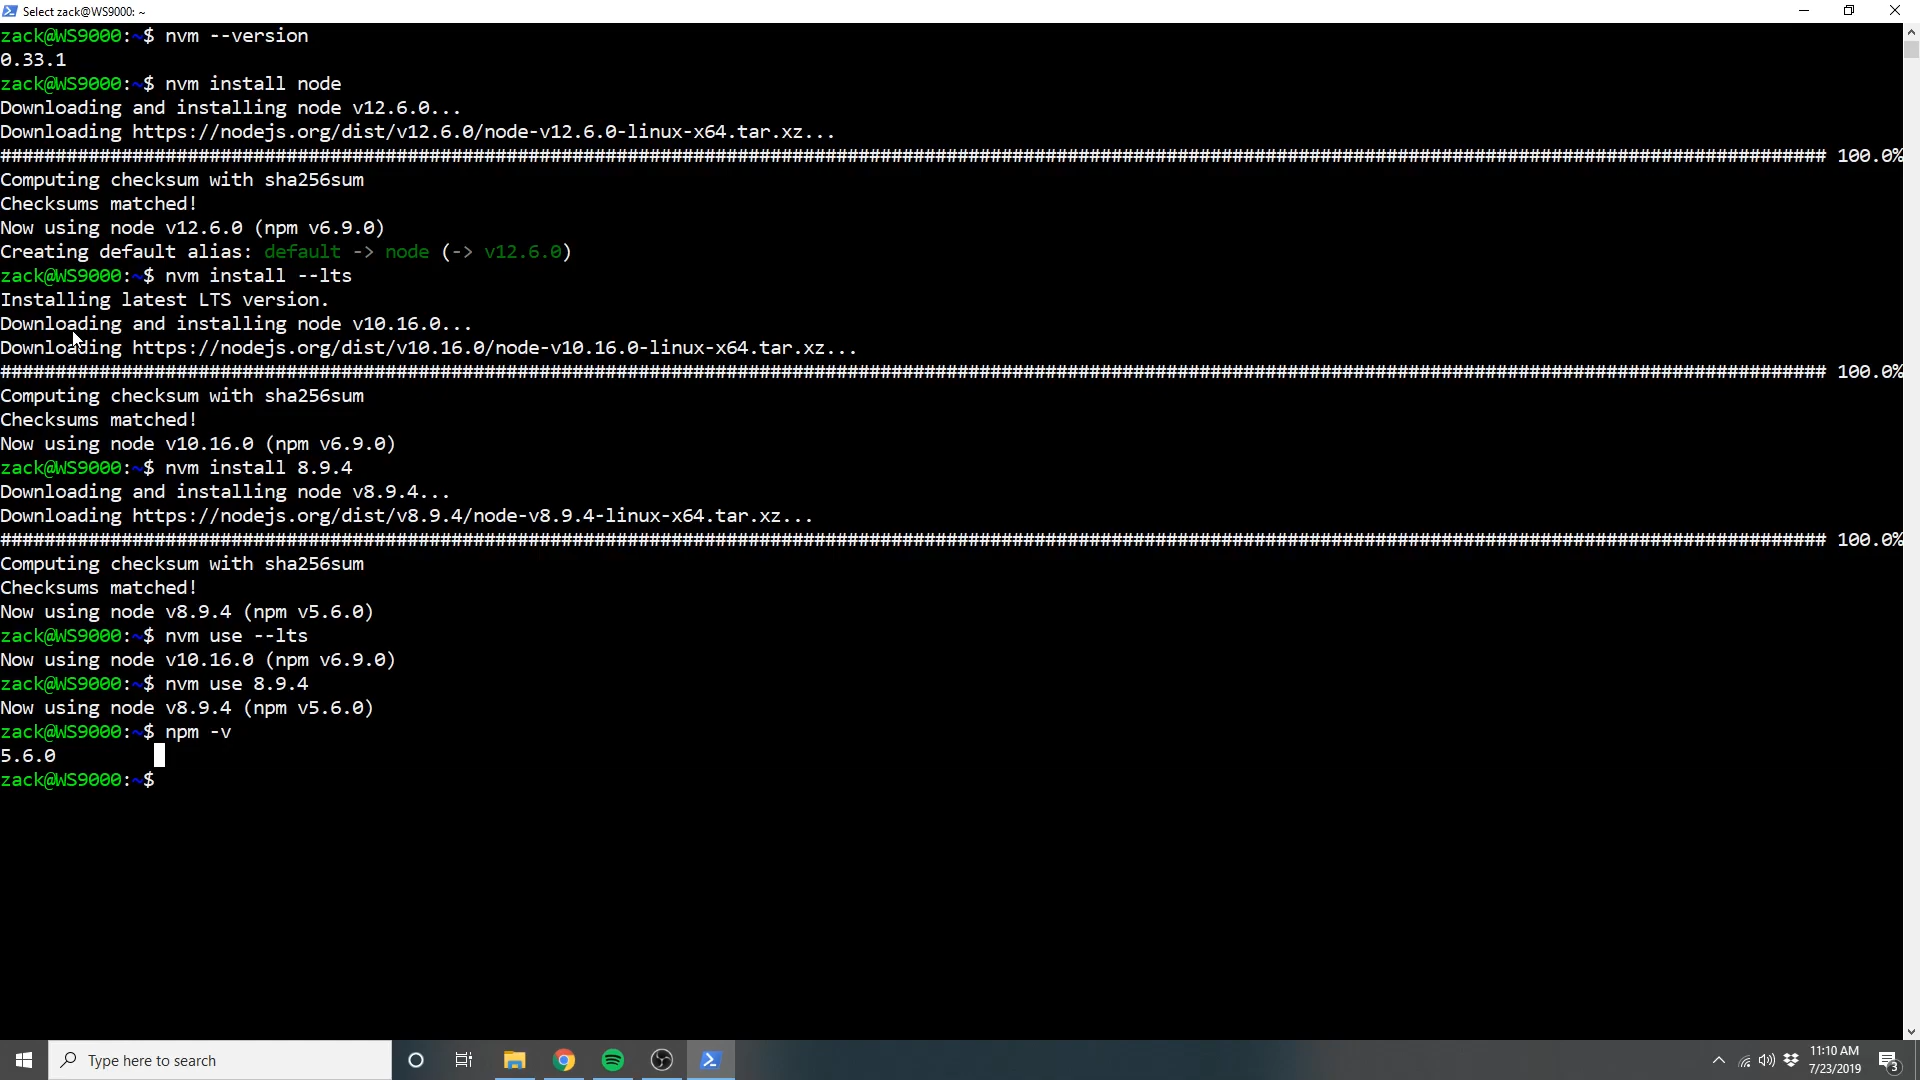 Select zack@WS9000: ~
zack@WS9000:~$ nvm --version
0.33.1
zack@WS9000:~$ nvm install node
Downloading and installing node v12.6.0...
Downloading https://nodejs.org/dist/v12.6.0/node-v12.6.0-linux-x64.tar.xz...
##################################################################################################################################################################### 100.0%
Computing checksum with sha256sum
Checksums matched!
Now using node v12.6.0 (npm v6.9.0)
Creating default alias: default -> node (-> v12.6.0)
zack@WS9000:~$ nvm install --lts
Installing latest LTS version.
Downloading and installing node v10.16.0...
Downloading https://nodejs.org/dist/v10.16.0/node-v10.16.0-linux-x64.tar.xz...
##################################################################################################################################################################### 100.0%
Computing checksum with sha256sum
Checksums matched!
Now using node v10.16.0 (npm v6.9.0)
zack@WS9000:~$ nvm install 8.9.4
Downloading and installing node v8.9.4...
Downloading https://nodejs.org/dist/v8.9.4/node-v8.9.4-linux-x64.tar.xz...
##################################################################################################################################################################### 100.0%
Computing checksum with sha256sum
Checksums matched!
Now using node v8.9.4 (npm v5.6.0)
zack@WS9000:~$ nvm use --lts
Now using node v10.16.0 (npm v6.9.0)
zack@WS9000:~$ nvm use 8.9.4
Now using node v8.9.4 (npm v5.6.0)
zack@WS9000:~$ npm -v
5.6.0
zack@WS9000:~$
Type here to search
11:10 AM
7/23/2019
3